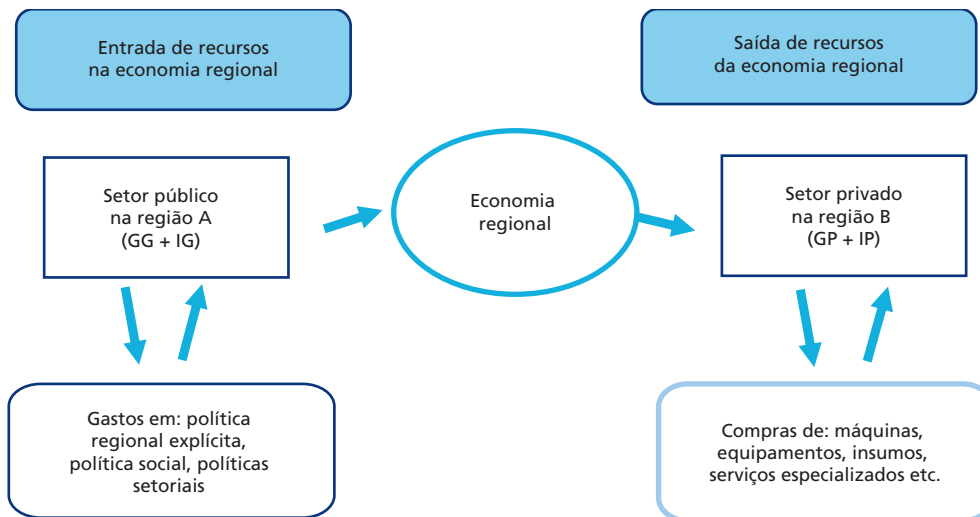 Entrada de recursos
na economia regional
Saída de recursos
da economia regional
Setor público
na região A
(GG + IG)
Economia
regional
Setor privado
na região B
(GP + IP)
Gastos em: política
regional explícita,
política social, políticas
setoriais
Compras de: máquinas,
equipamentos, insumos,
serviços especializados etc.